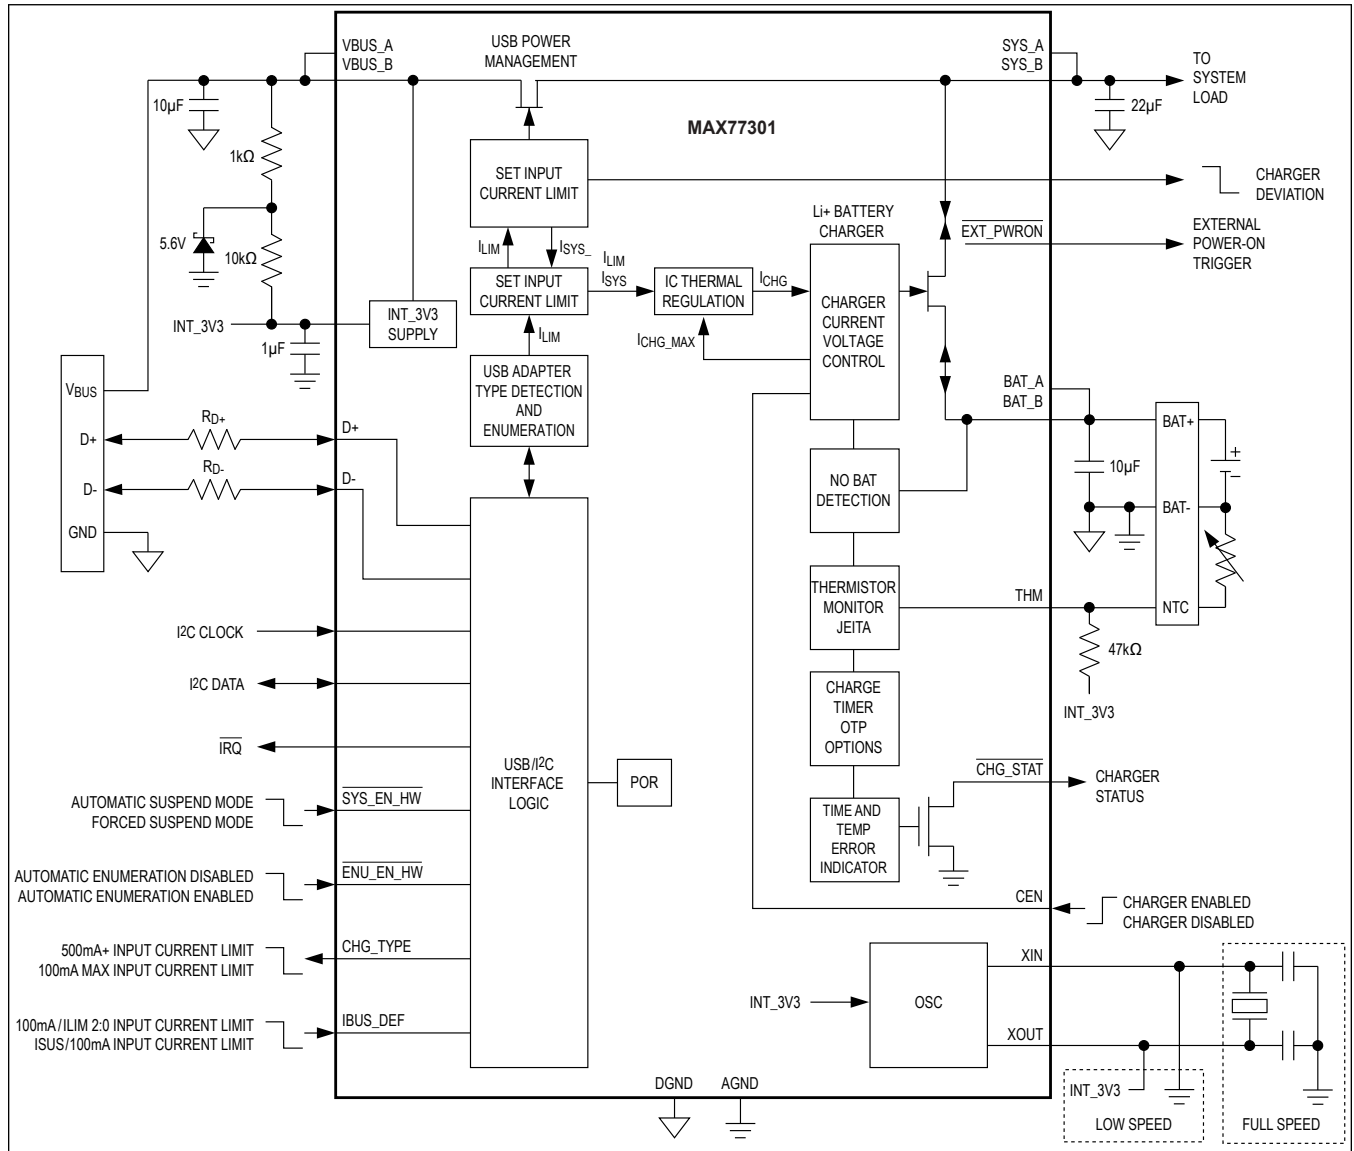 VBUS_A
VBUS_B
USB POWER
MANAGEMENT
SYS_A
SYS_B
TO
SYSTEM
LOAD
10µF
22µF
MAX77301
1kΩ
SET INPUT
CURRENT LIMIT
CHARGER
DEVIATION
Li+ BATTERY
CHARGER
EXT_PWRON
EXTERNAL
POWER-ON
TRIGGER
5.6V
10kΩ
ILIM
ISYS_
ILIM
ISYS
SET INPUT
CURRENT LIMIT
IC THERMAL
REGULATION
ICHG
CHARGER
CURRENT
VOLTAGE
CONTROL
INT_3V3
INT_3V3
SUPPLY
1µF
ILIM
ICHG_MAX
USB ADAPTER
TYPE DETECTION
AND
ENUMERATION
BAT_A
BAT_B
VBUS
D+
D-
GND
RD+
RD-
D+
D-
BAT+
BAT-
NTC
+
10µF
NO BAT
DETECTION
THERMISTOR
MONITOR
JEITA
THM
47kΩ
INT_3V3
I2C CLOCK
I2C DATA
IRQ
USB/I2C
INTERFACE
LOGIC
POR
CHARGE
TIMER
OTP
OPTIONS
CHG_STAT
CHARGER
STATUS
AUTOMATIC SUSPEND MODE
FORCED SUSPEND MODE
SYS_EN_HW
TIME AND
TEMP
ERROR
INDICATOR
AUTOMATIC ENUMERATION DISABLED
AUTOMATIC ENUMERATION ENABLED
ENU_EN_HW
CEN
CHARGER ENABLED
CHARGER DISABLED
500mA+ INPUT CURRENT LIMIT
100mA MAX INPUT CURRENT LIMIT
CHG_TYPE
XIN
INT_3V3
OSC
100mA/ILIM 2:0 INPUT CURRENT LIMIT
ISUS/100mA INPUT CURRENT LIMIT
IBUS_DEF
XOUT
DGND
AGND
INT_3V3
LOW SPEED
FULL SPEED